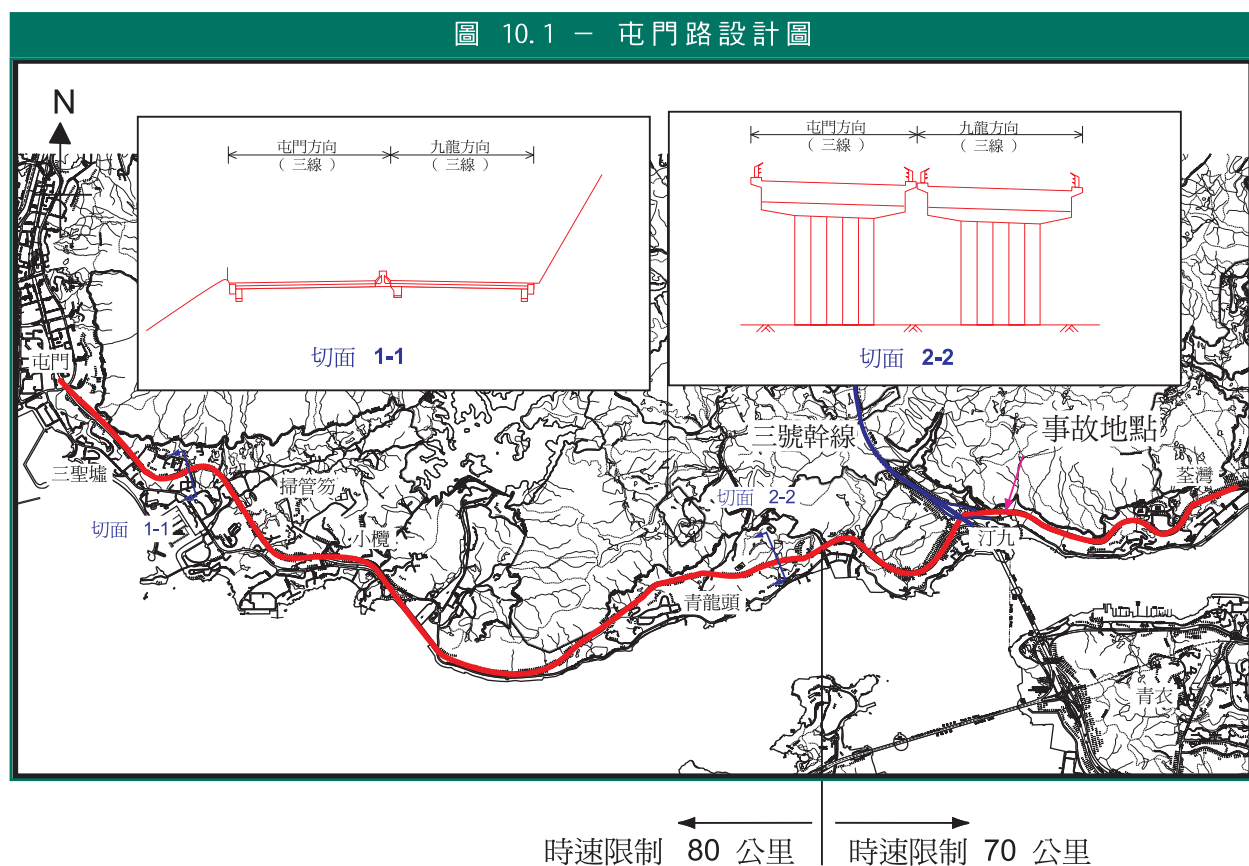 圖 10.1 － 屯門路設計圖
N
屯門方向
（ 三線 ）
九龍方向
（ 三線 ）
切面 1-1
屯門方向
（ 三線 ）
九龍方向
（ 三線 ）
切面 2-2
屯門
三號幹線
事故地點
三聖墟
掃管笏
荃灣
切面 1-1
切面 2-2
小欖
汀九
青龍頭
青衣
時速限制 80 公里
時速限制 70 公里